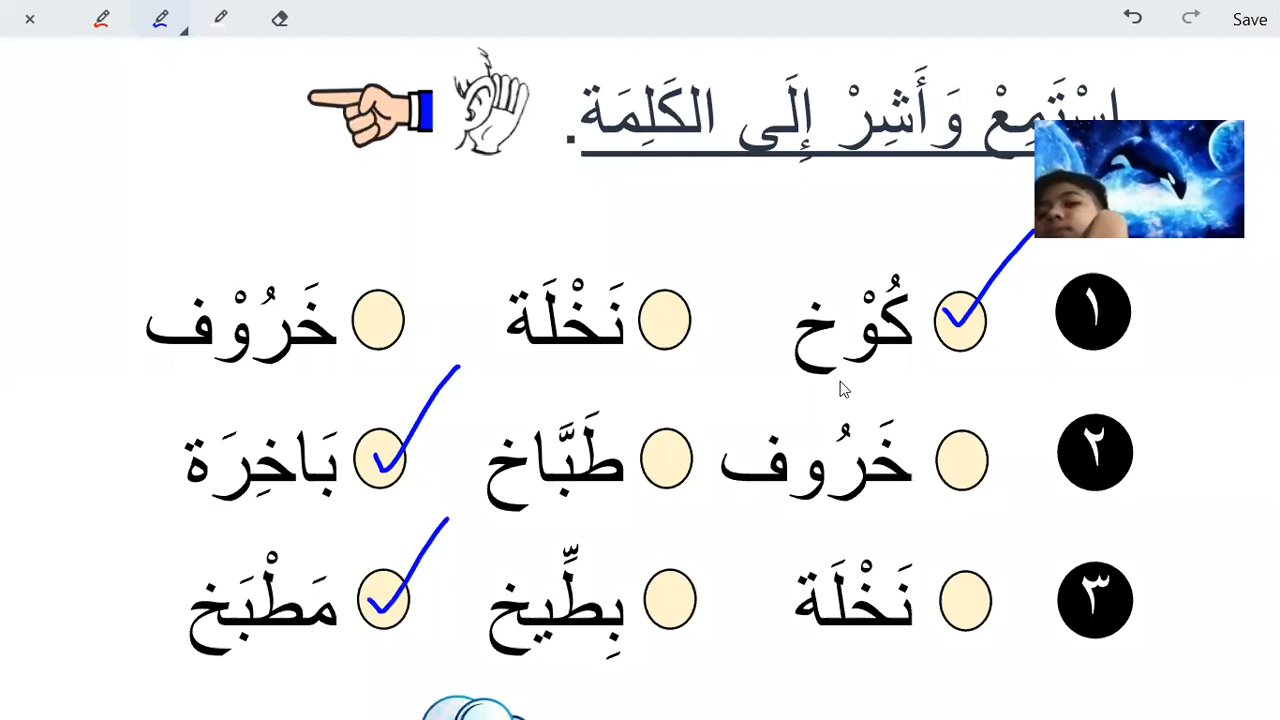 Save
اِسْتَمِعْ وَأَشِرْ إِلَى الكَلِمَة.
١ كُوْخ نَخْلَة خَرُوْف
٢ خَرُوف طَبَّاخ بَاخِرَة
٣ نَخْلَة بِطِّيخ مَطْبَخ